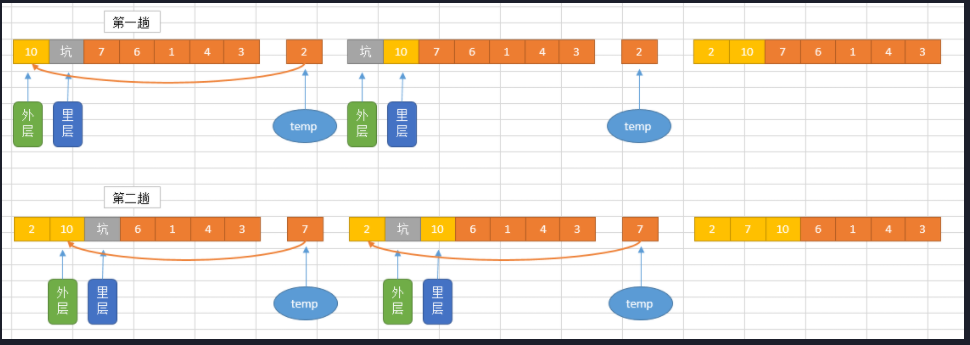 第一趟
10 坑 7 6 1 4 3 2 坑 10 7 6 1 4 3 2 2 10 7 6 1 4 3
外层 里层 temp 外层 里层 temp
第二趟
2 10 坑 6 1 4 3 7 2 坑 10 6 1 4 3 7 2 7 10 6 1 4 3
外层 里层 temp 外层 里层 temp